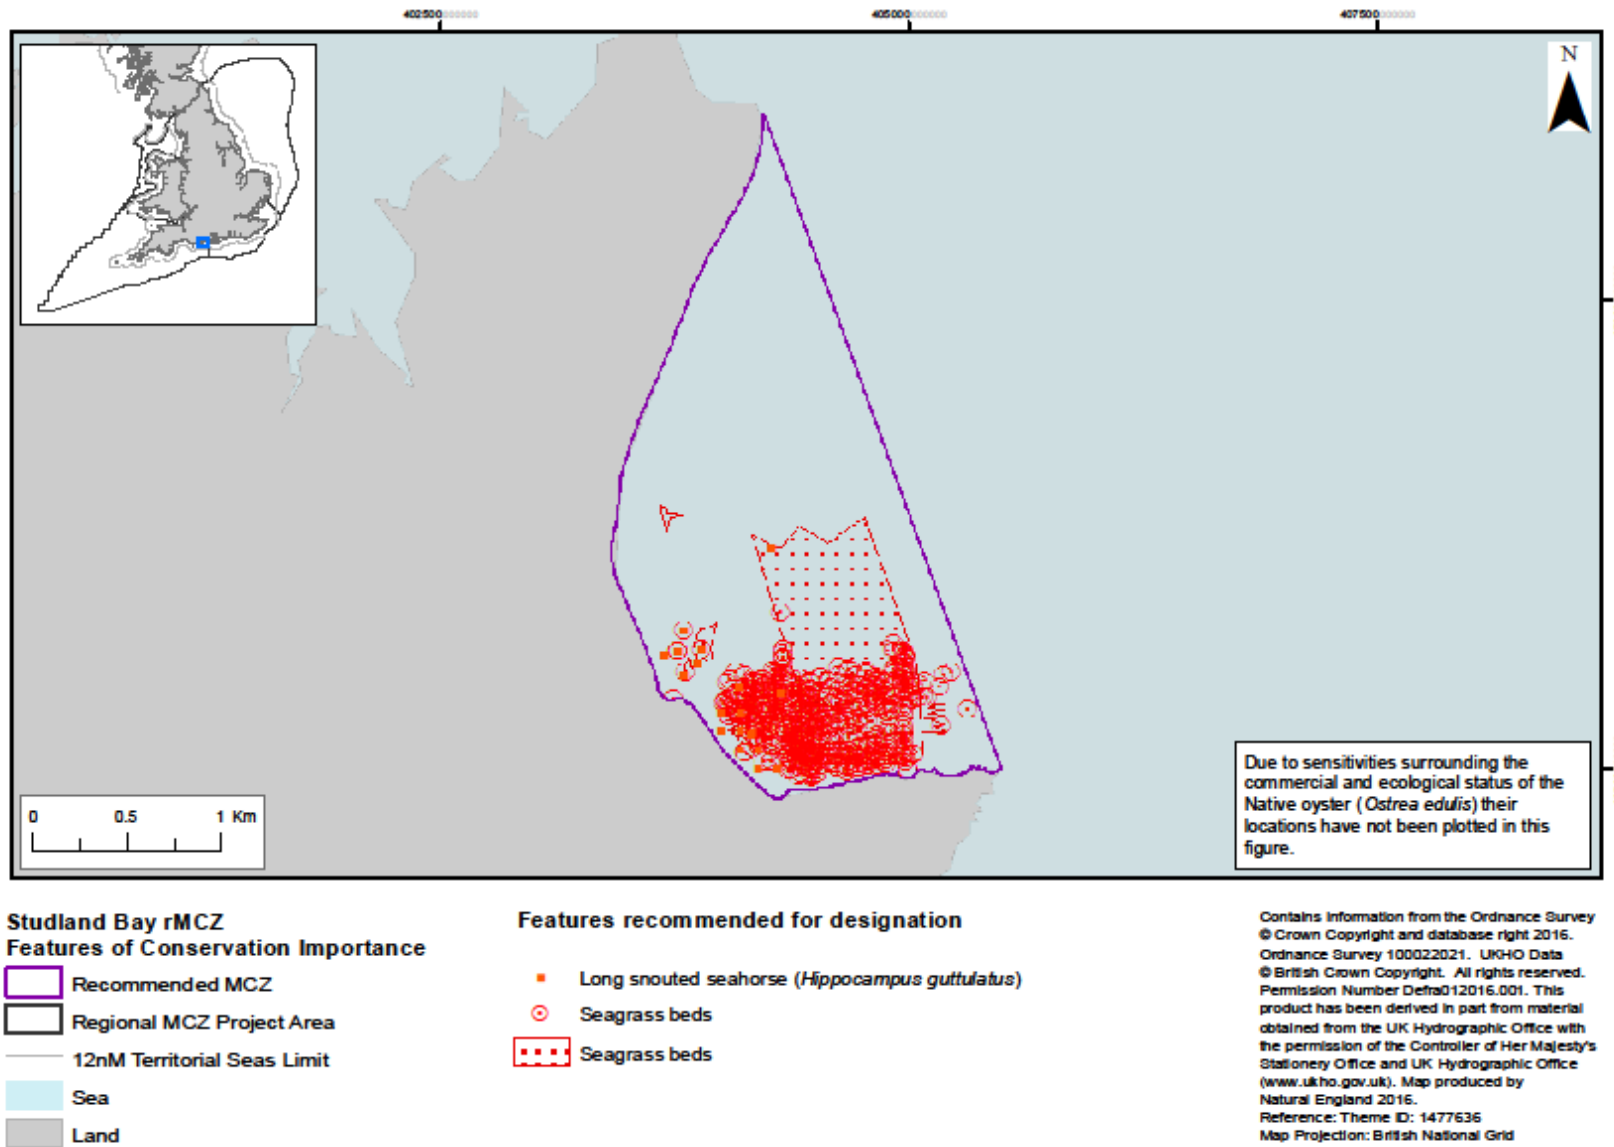 402500000000 405000000000 407500000000
N
Due to sensitivities surrounding the
commercial and ecological status of the
Native oyster (Ostrea edulis) their
locations have not been plotted in this
figure.
0 0.5 1 Km
Studland Bay rMCZ
Features of Conservation Importance
Recommended MCZ
Regional MCZ Project Area
12nM Territorial Seas Limit
Sea
Land
Features recommended for designation
Long snouted seahorse (Hippocampus guttulatus)
Seagrass beds
Seagrass beds
Contains information from the Ordnance Survey
© Crown Copyright and database right 2016.
Ordnance Survey 100022021. UKHO Data
© British Crown Copyright. All rights reserved.
Permission Number Defra012016.001. This
product has been derived in part from material
obtained from the UK Hydrographic Office with
the permission of the Controller of Her Majesty's
Stationery Office and UK Hydrographic Office
(www.ukho.gov.uk). Map produced by
Natural England 2016.
Reference: Theme ID: 1477636
Map Projection: British National Grid